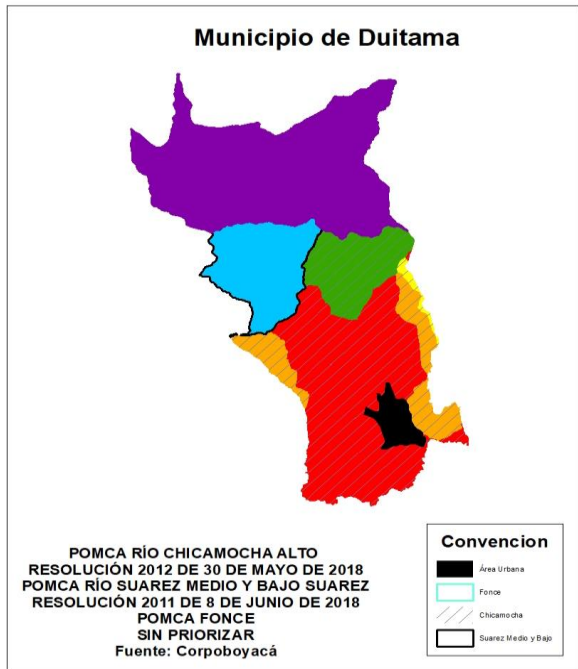 Municipio de Duitama
POMCA RÍO CHICAMOCHA ALTO
RESOLUCIÓN 2012 DE 30 DE MAYO DE 2018
POMCA RÍO SUAREZ MEDIO Y BAJO SUAREZ
RESOLUCIÓN 2011 DE 8 DE JUNIO DE 2018
POMCA FONCE
SIN PRIORIZAR
Fuente: Corpoboyacá
Convencion
Área Urbana
Fonce
Chicamocha
Suarez Medio y Bajo